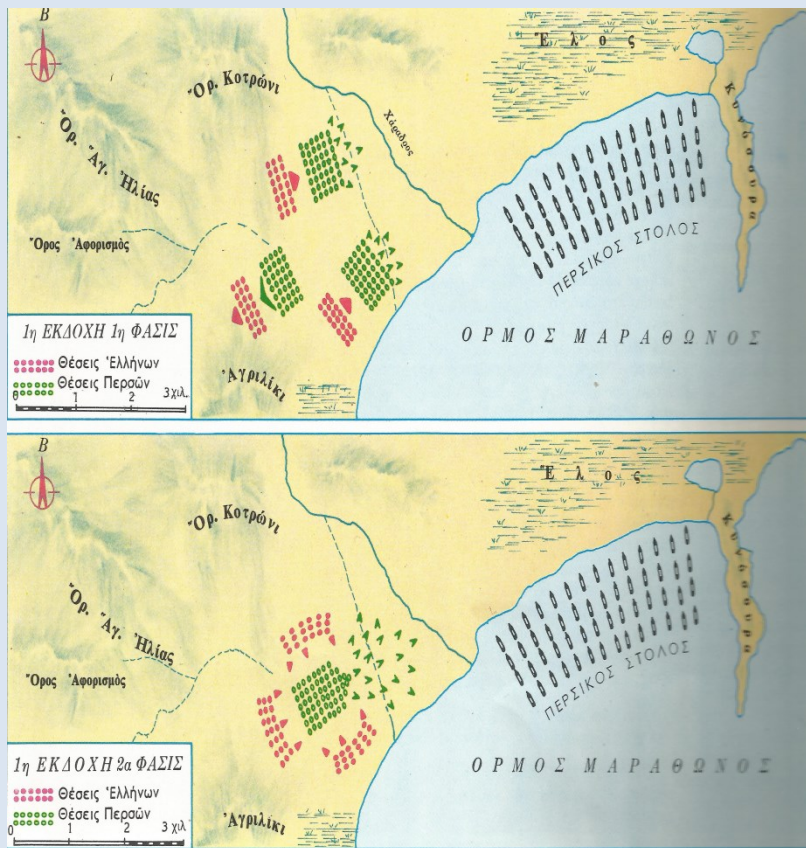 Β
Ἕλος
Ὄρ. Κοτρώνι
Χάραδρος
Κυνόσουρα
Ὄρ. Ἅγ. Ἠλίας
Ὄρος Ἀφορισμὸς
ΠΕΡΣΙΚΟΣ ΣΤΟΛΟΣ
1η ΕΚΔΟΧΗ 1η ΦΑΣΙΣ
ΟΡΜΟΣ ΜΑΡΑΘΩΝΟΣ
Θέσεις Ἑλλήνων
Θέσεις Περσῶν
Ἀγριλίκι
0 1 2 3 χιλ.
Β
Ἕλος
Ὄρ. Κοτρώνι
Κυνόσουρα
Ὄρ. Ἅγ. Ἠλίας
Ὄρος Ἀφορισμὸς
ΠΕΡΣΙΚΟΣ ΣΤΟΛΟΣ
1η ΕΚΔΟΧΗ 2α ΦΑΣΙΣ
ΟΡΜΟΣ ΜΑΡΑΘΩΝΟΣ
Θέσεις Ἑλλήνων
Θέσεις Περσῶν
Ἀγριλίκι
0 1 2 3 χιλ.